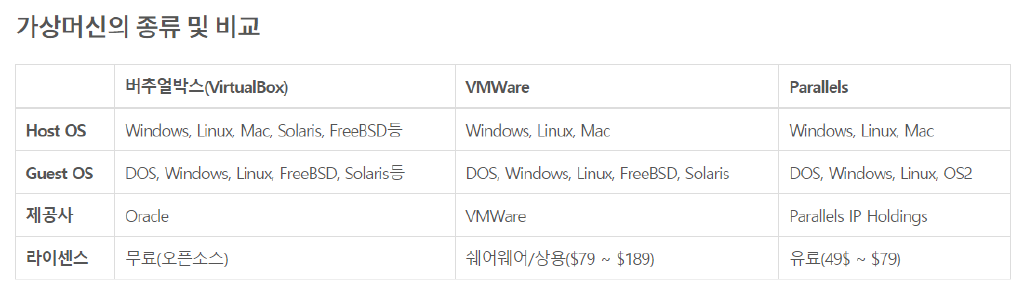 가상머신의 종류 및 비교
버추얼박스(VirtualBox) VMWare Parallels
Host OS Windows, Linux, Mac, Solaris, FreeBSD등 Windows, Linux, Mac Windows, Linux, Mac
Guest OS DOS, Windows, Linux, FreeBSD, Solaris등 DOS, Windows, Linux, FreeBSD, Solaris DOS, Windows, Linux, OS2
제공사 Oracle VMWare Parallels IP Holdings
라이센스 무료(오픈소스) 쉐어웨어/상용($79 ~ $189) 유료(49$ ~ $79)